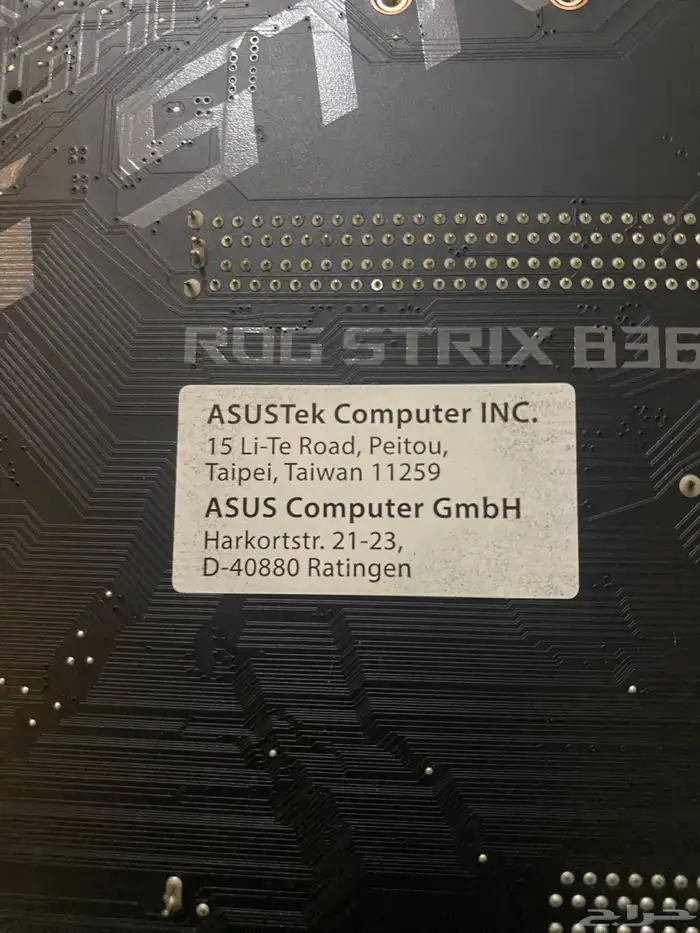 ROG STRIX B36
ASUSTek Computer INC.
15 Li-Te Road, Peitou,
Taipei, Taiwan 11259
ASUS Computer GmbH
Harkortstr. 21-23,
D-40880 Ratingen
حراج